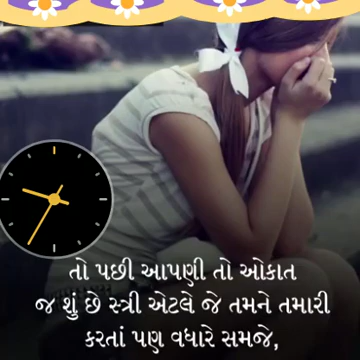 તો પછી આપણી તો ઓકાત
જ શું છે સ્ત્રી એટલે જે તમને તમારી
કરતાં પણ વધારે સમજે,